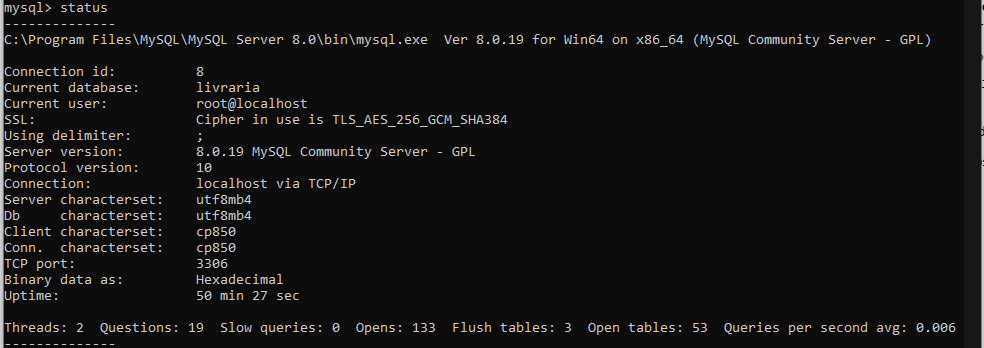 mysql> status
--------------
C:\Program Files\MySQL\MySQL Server 8.0\bin\mysql.exe  Ver 8.0.19 for Win64 on x86_64 (MySQL Community Server - GPL)

Connection id:          8
Current database:       livraria
Current user:           root@localhost
SSL:                    Cipher in use is TLS_AES_256_GCM_SHA384
Using delimiter:        ;
Server version:         8.0.19 MySQL Community Server - GPL
Protocol version:       10
Connection:             localhost via TCP/IP
Server characterset:    utf8mb4
Db     characterset:    utf8mb4
Client characterset:    cp850
Conn.  characterset:    cp850
TCP port:               3306
Binary data as:         Hexadecimal
Uptime:                 50 min 27 sec

Threads: 2  Questions: 19  Slow queries: 0  Opens: 133  Flush tables: 3  Open tables: 53  Queries per second avg: 0.006
--------------